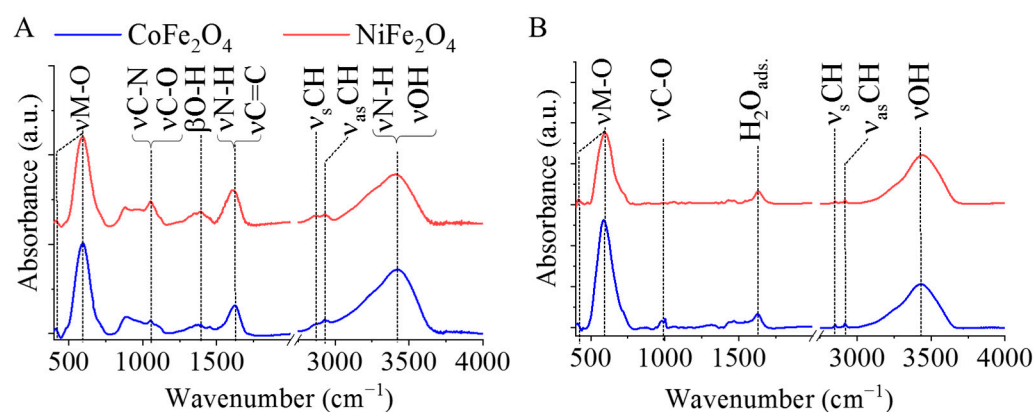 A
CoFe₂O₄
NiFe₂O₄
νM-O
νC-N
νC-O
βO-H
νN-H
νC=C
νₛCH
νₐₛCH
νN-H
νOH
Absorbance (a.u.)
500 1000 1500 3000 3500 4000
Wavenumber (cm⁻¹)
B
νM-O
νC-O
H₂Oads.
νₛCH
νₐₛCH
νOH
Absorbance (a.u.)
500 1000 1500 3000 3500 4000
Wavenumber (cm⁻¹)